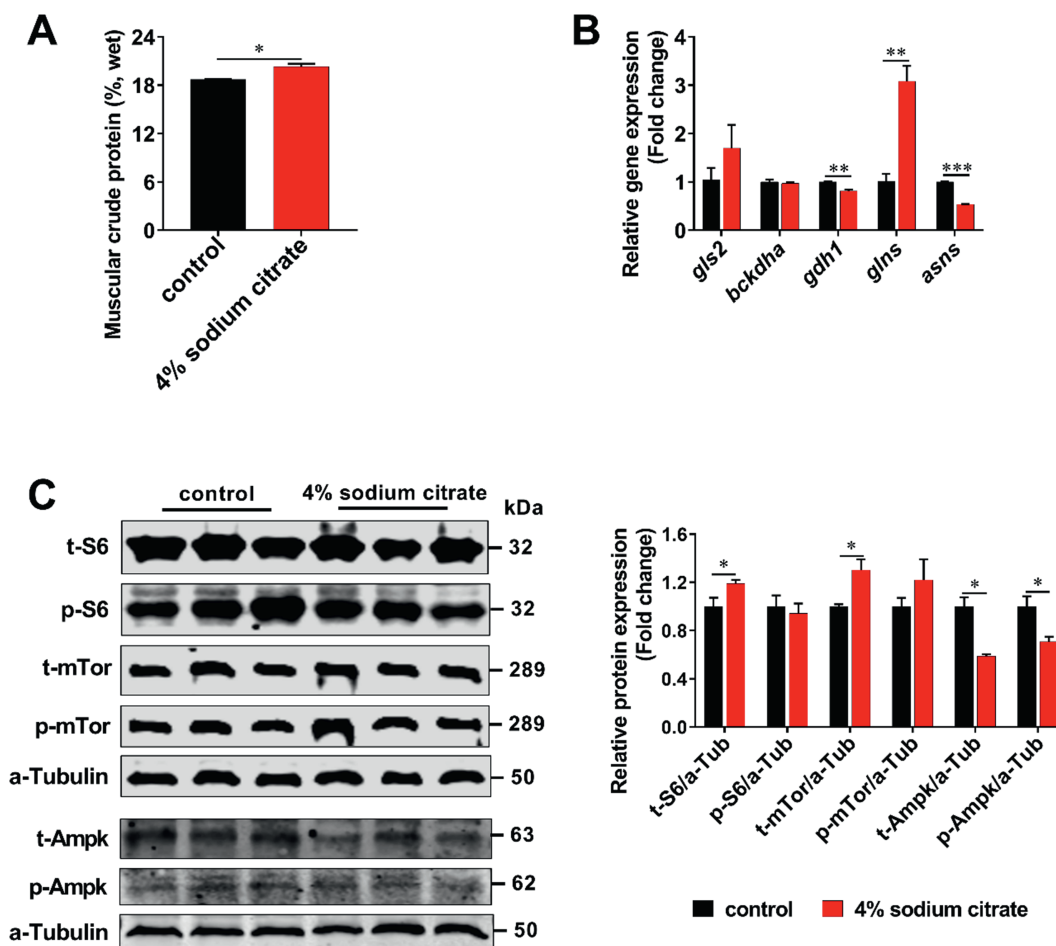 A
Muscular crude protein (%, wet)
24
18
12
6
0
*
control
4% sodium citrate
B
Relative gene expression
(Fold change)
4
3
2
1
0
**
**
***
gls2
bckdha
gdh1
glns
asns
C
control
4% sodium citrate
kDa
t-S6
32
p-S6
32
t-mTor
289
p-mTor
289
a-Tubulin
50
t-Ampk
63
p-Ampk
62
a-Tubulin
50
Relative protein expression
(Fold change)
1.6
1.2
0.8
0.4
0.0
*
*
*
*
t-S6/a-Tub
p-S6/a-Tub
t-mTor/a-Tub
p-mTor/a-Tub
t-Ampk/a-Tub
p-Ampk/a-Tub
control
4% sodium citrate